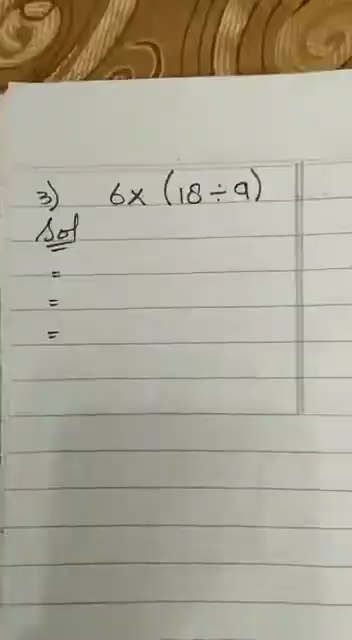 3) 6x (18÷9)
Sol
=
=
=